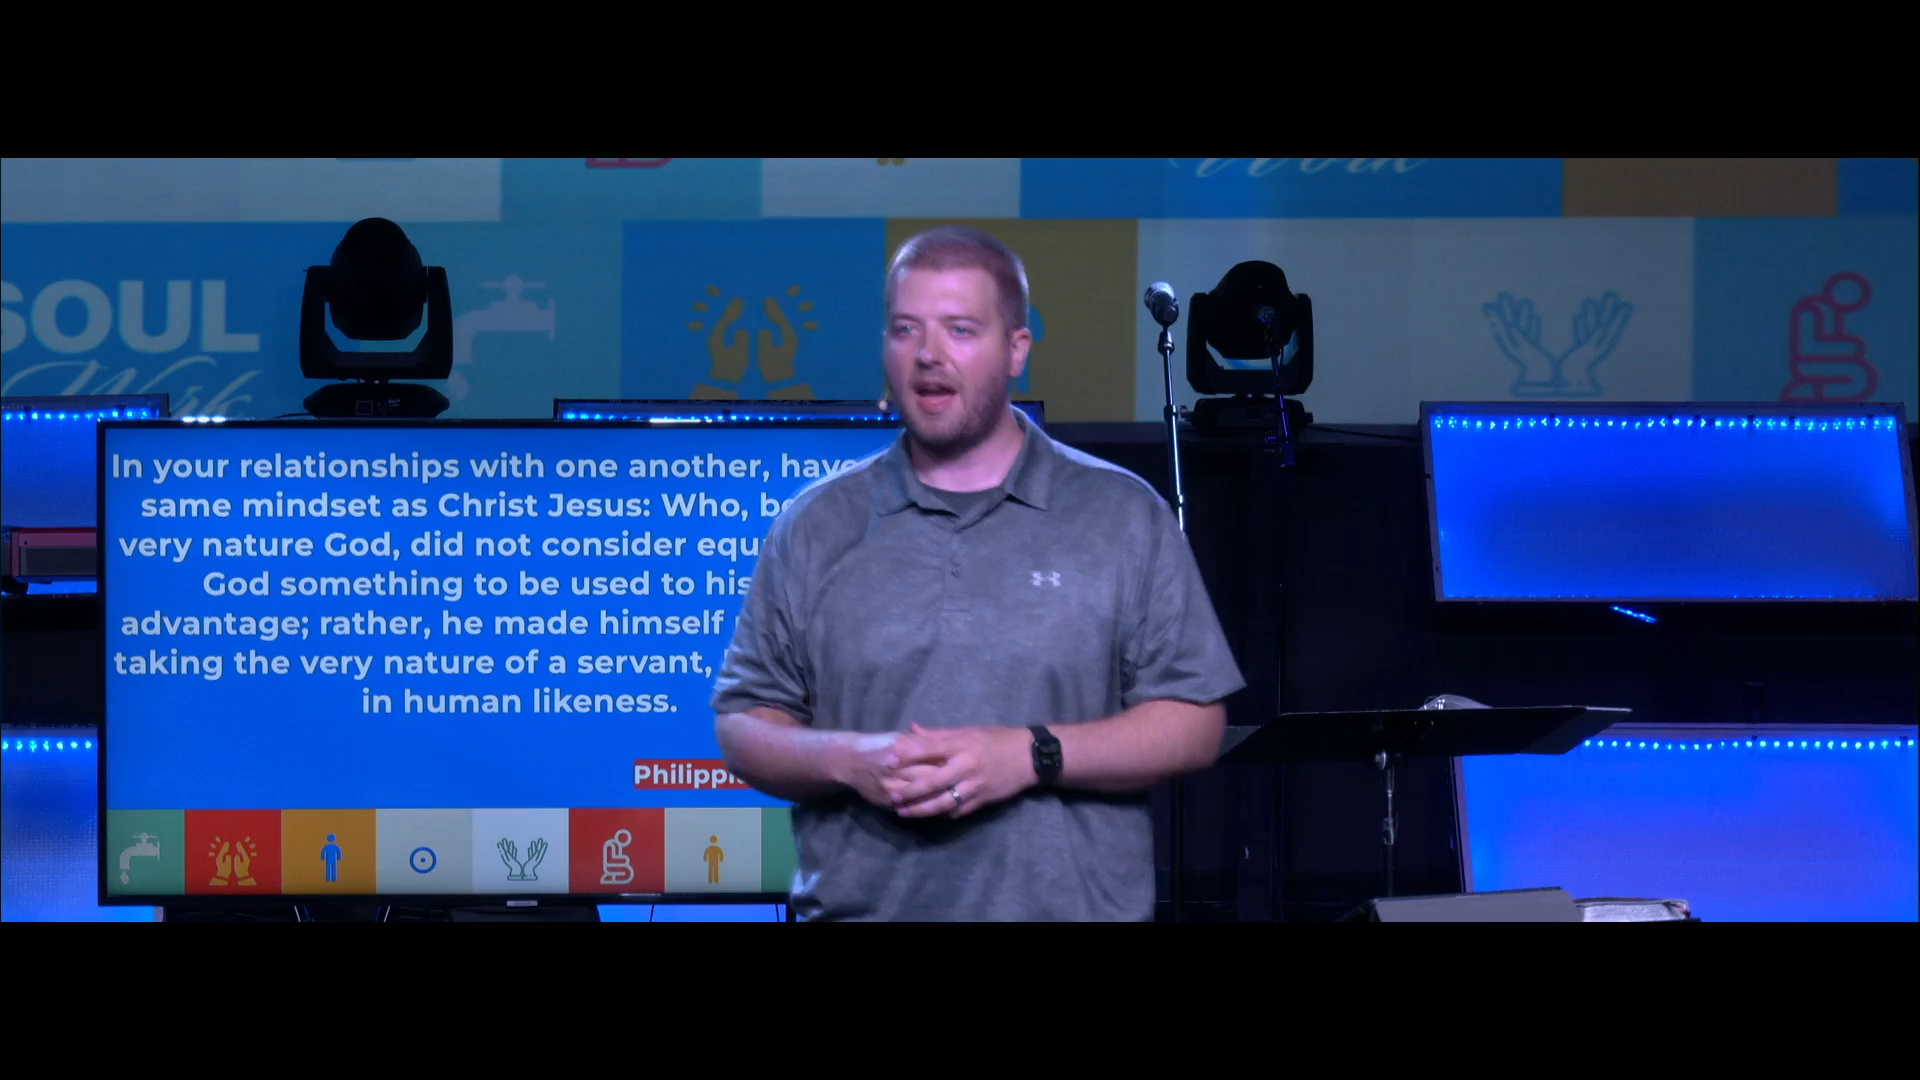 Work
SOUL
Work
In your relationships with one another, have
same mindset as Christ Jesus: Who,
very nature God, did not consider
God something to be used to his
advantage; rather, he made himself
taking the very nature of a servant,
in human likeness.